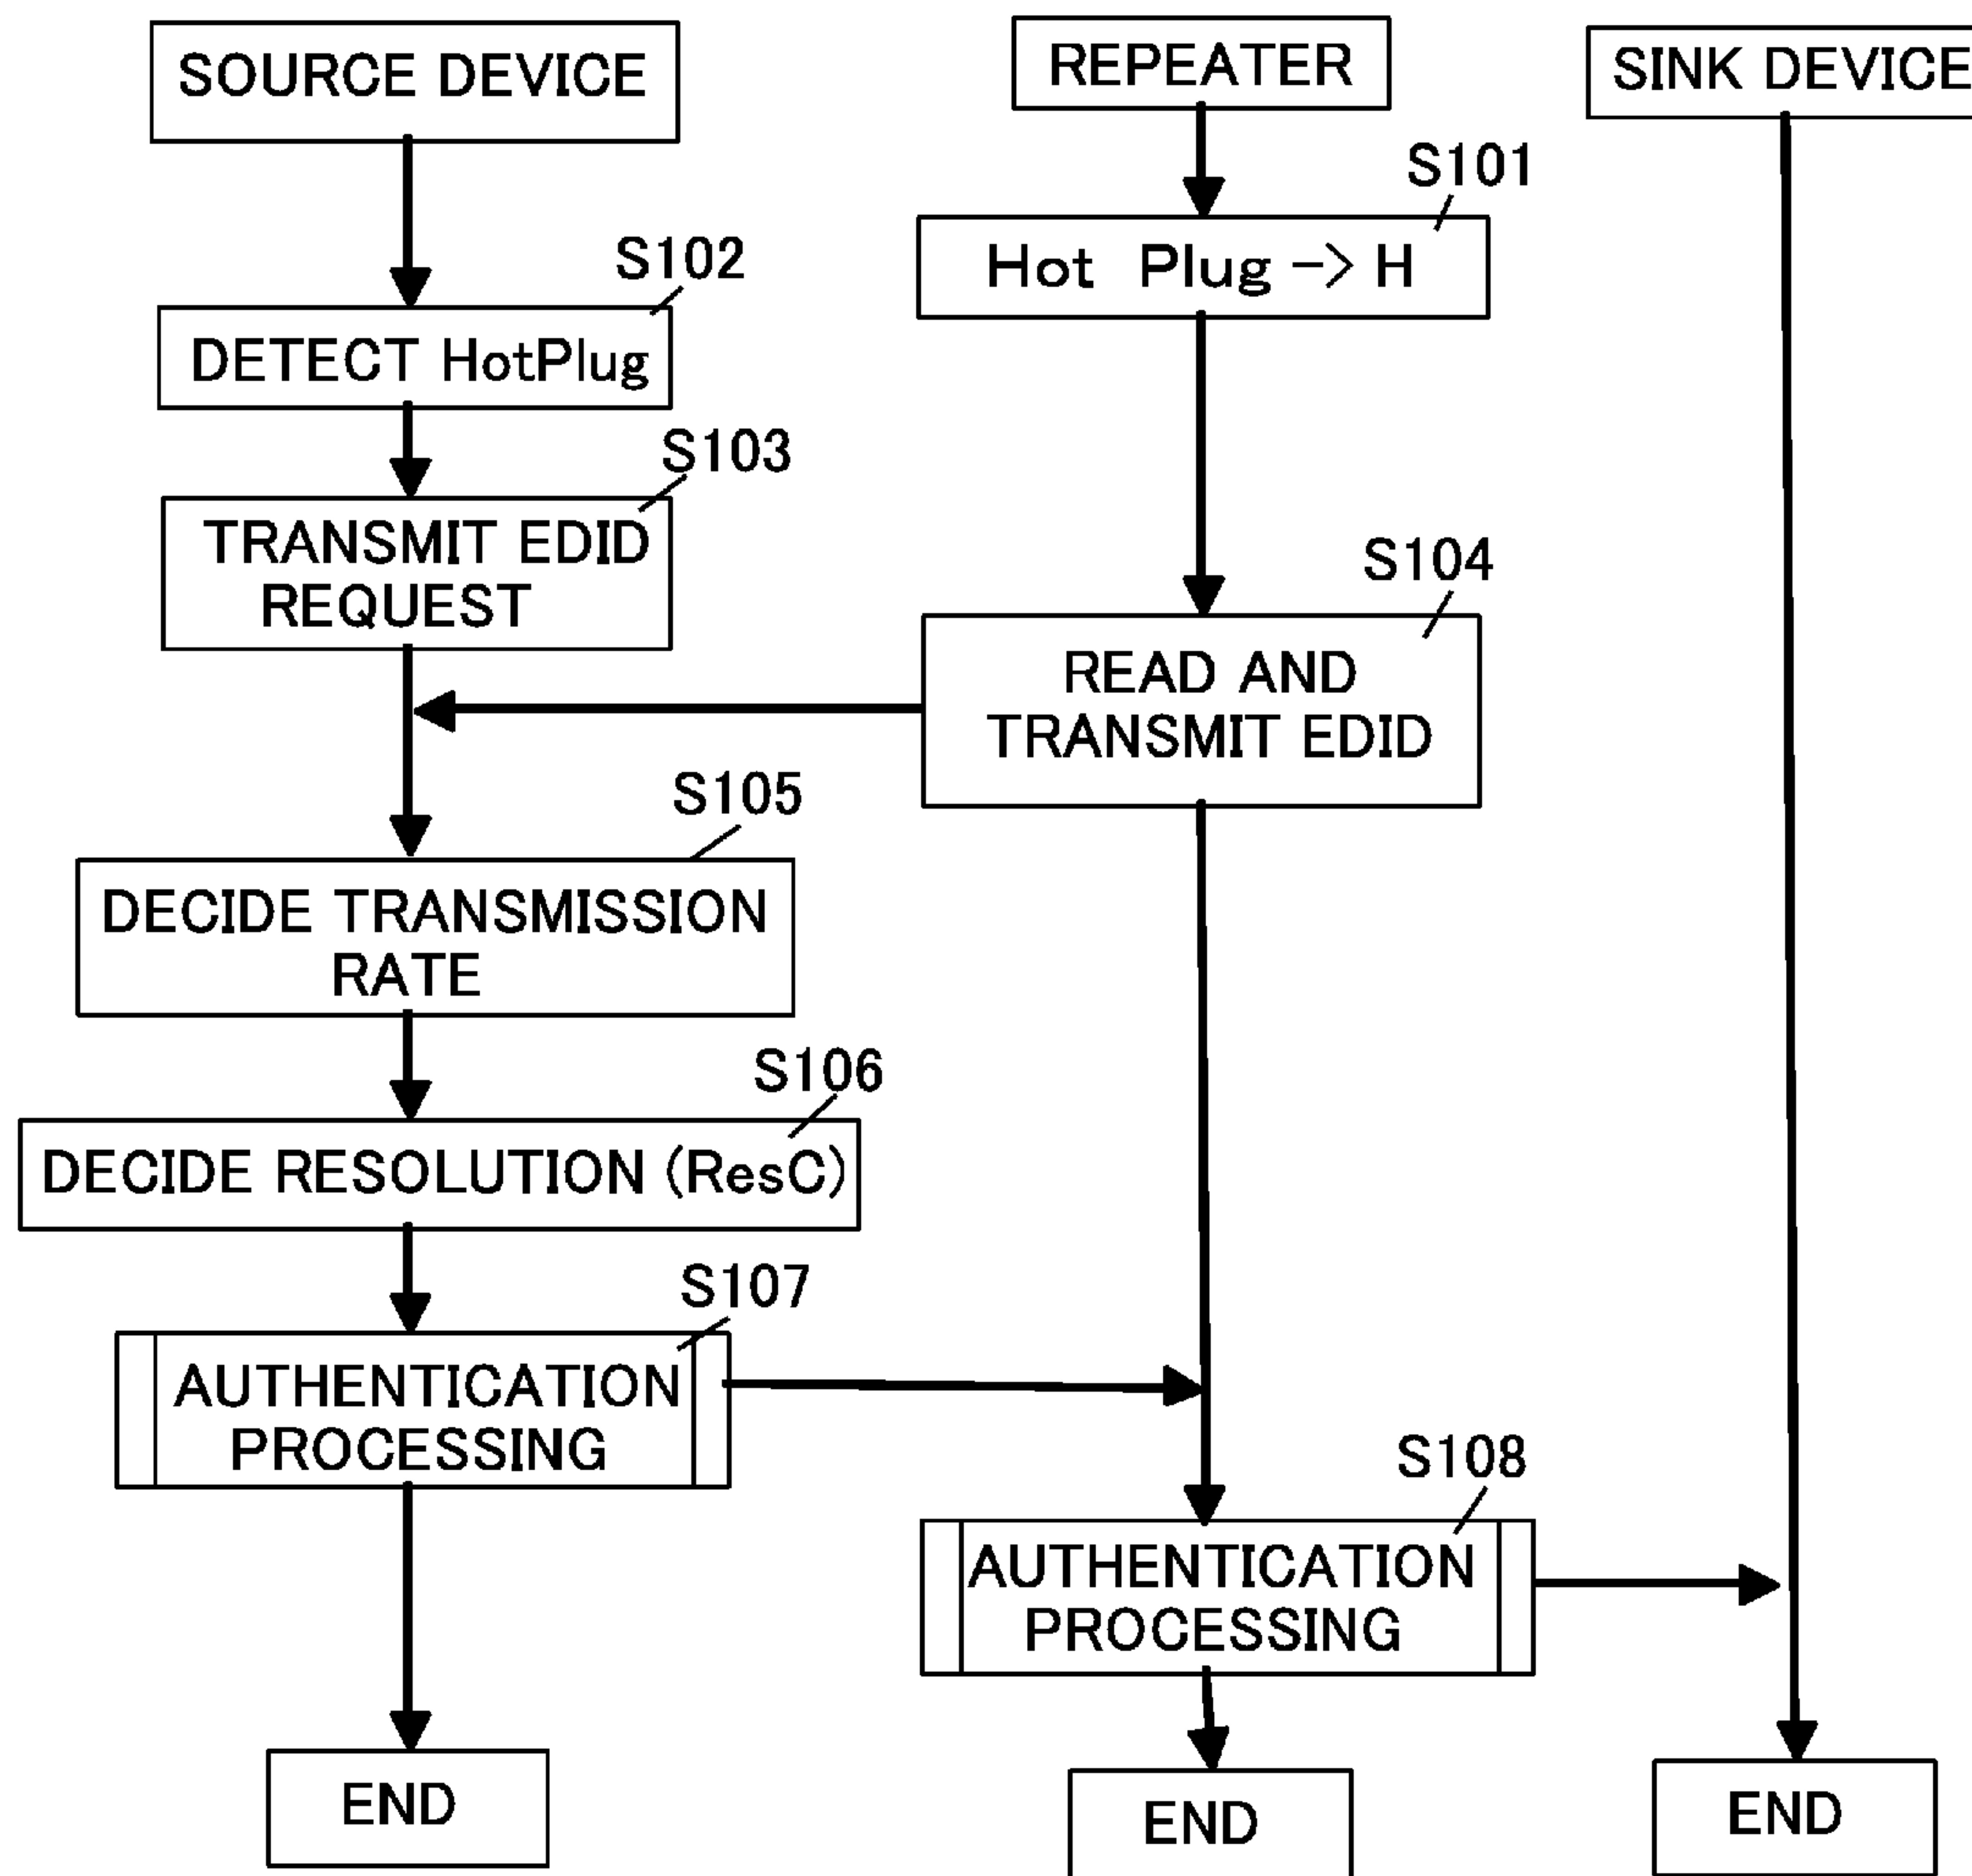 SOURCE DEVICE
REPEATER
SINK DEVICE
S101
Hot Plug -> H
S102
DETECT HotPlug
S103
TRANSMIT EDID
REQUEST
S104
READ AND
TRANSMIT EDID
S105
DECIDE TRANSMISSION
RATE
S106
DECIDE RESOLUTION (ResC)
S107
AUTHENTICATION
PROCESSING
S108
AUTHENTICATION
PROCESSING
END
END
END